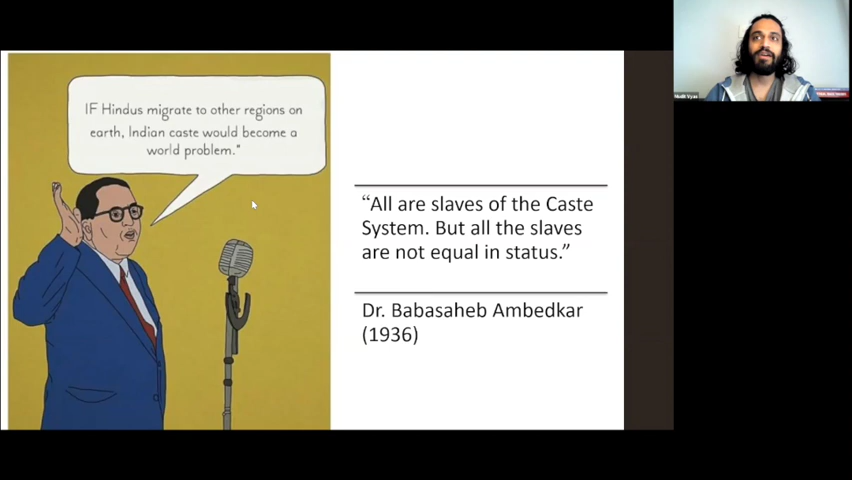 IF Hindus migrate to other regions on
earth, Indian caste would become a
world problem."
“All are slaves of the Caste
System. But all the slaves
are not equal in status.”
Dr. Babasaheb Ambedkar
(1936)